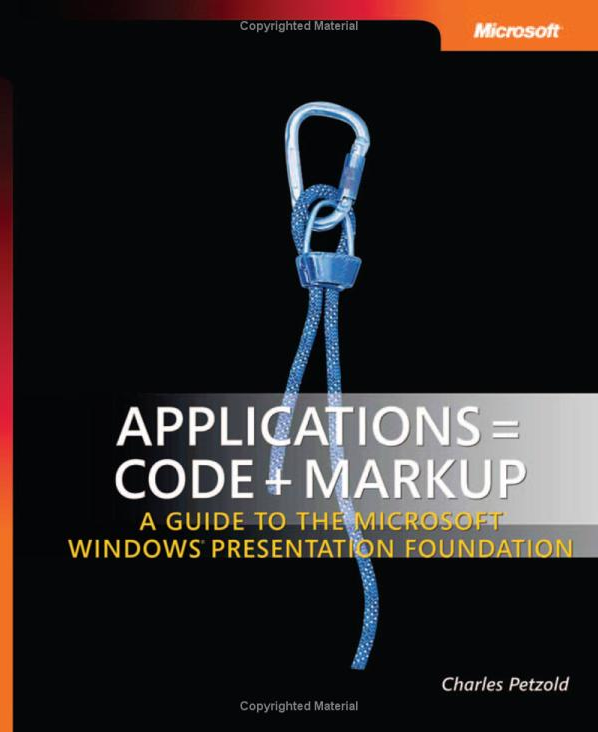 Copyrighted Material
Microsoft
APPLICATIONS =
CODE + MARKUP
A GUIDE TO THE MICROSOFT
WINDOWS® PRESENTATION FOUNDATION
Charles Petzold
Copyrighted Material